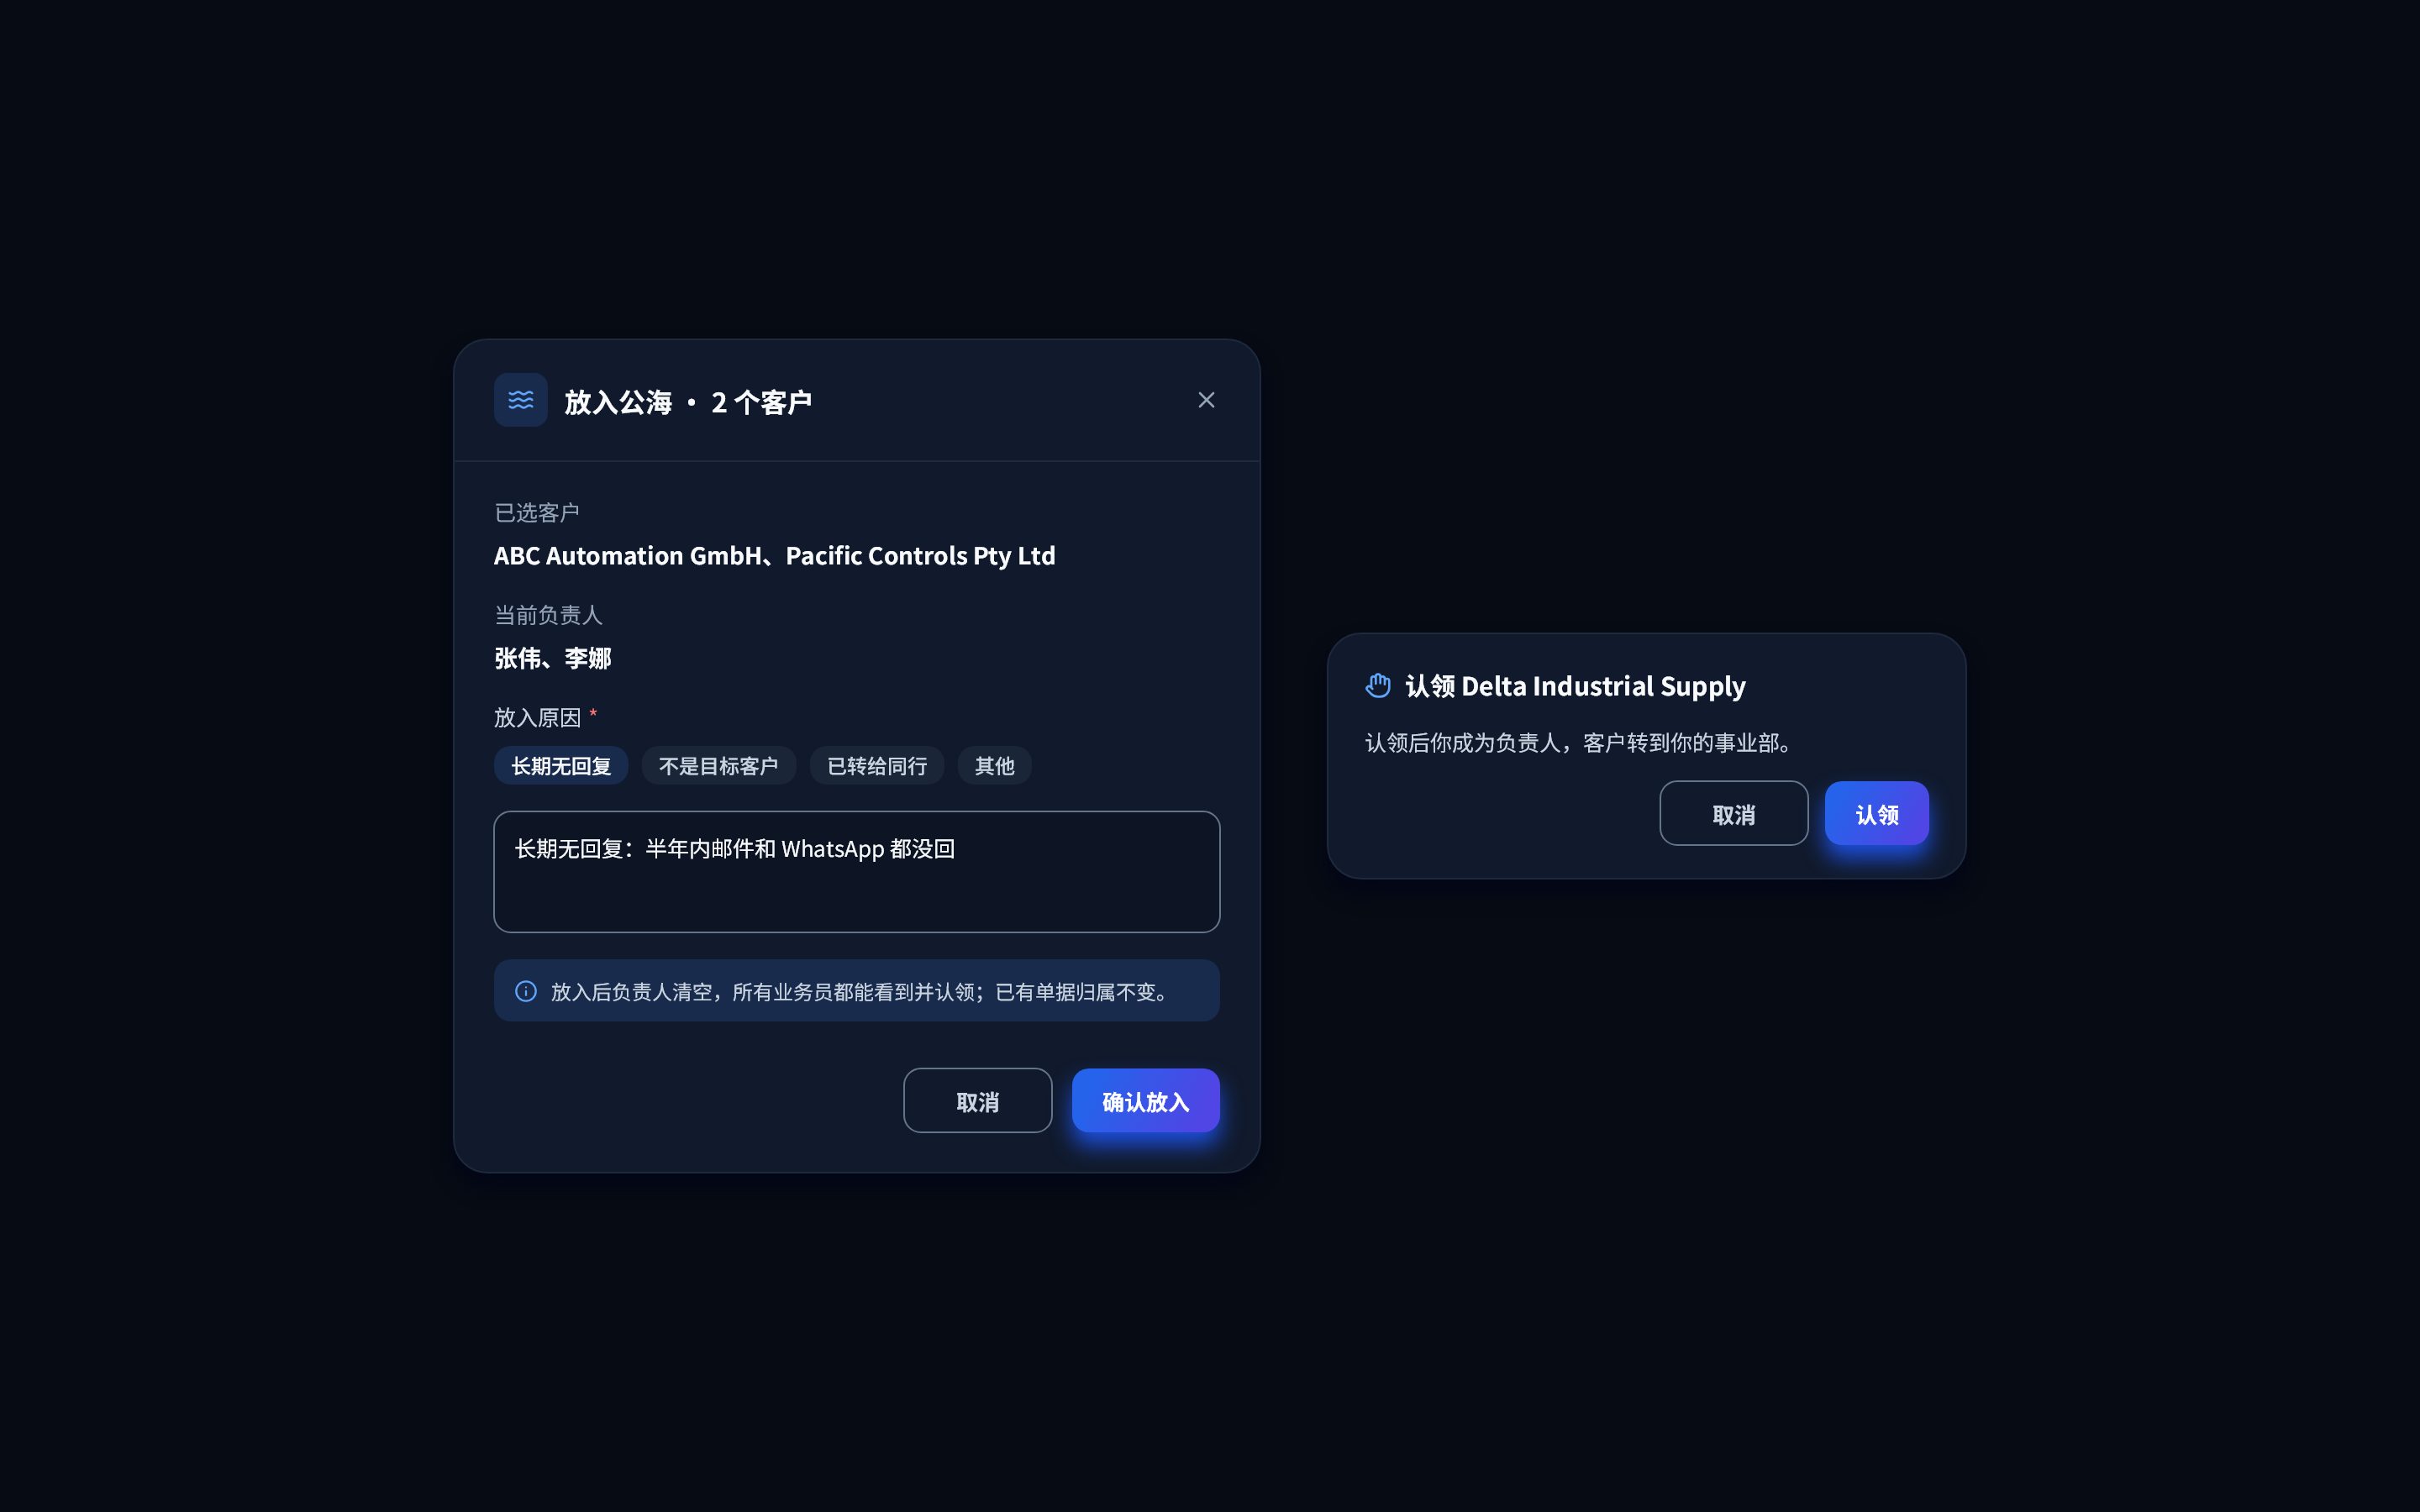 放入公海 · 2 个客户
已选客户
ABC Automation GmbH、Pacific Controls Pty Ltd
当前负责人
张伟、李娜
放入原因 *
长期无回复
不是目标客户
已转给同行
其他
长期无回复：半年内邮件和 WhatsApp 都没回
放入后负责人清空，所有业务员都能看到并认领；已有单据归属不变。
取消
确认放入
认领 Delta Industrial Supply
认领后你成为负责人，客户转到你的事业部。
取消
认领